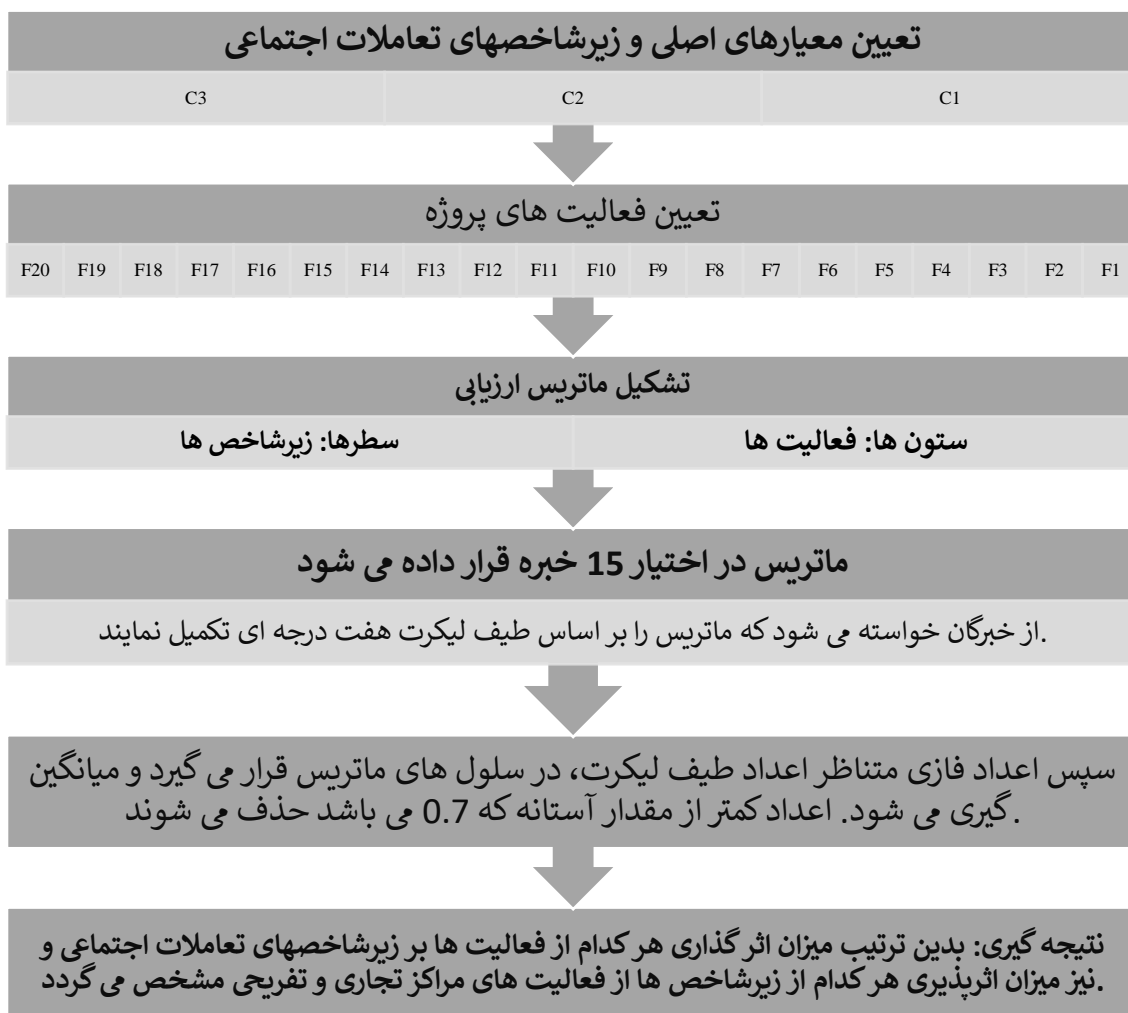 تعیین معیارهای اصلی و زیرشاخصهای تعاملات اجتماعی
C1 C2 C3
تعیین فعالیت های پروژه
F1 F2 F3 F4 F5 F6 F7 F8 F9 F10 F11 F12 F13 F14 F15 F16 F17 F18 F19 F20
تشکیل ماتریس ارزیابی
ستون ها: فعالیت ها سطرها: زیرشاخص ها
ماتریس در اختیار 15 خبره قرار داده می شود
.از خبرگان خواسته می شود که ماتریس را بر اساس طیف لیکرت هفت درجه ای تکمیل نمایند
سپس اعداد فازی متناظر اعداد طیف لیکرت، در سلول های ماتریس قرار می گیرد و میانگین
.گیری می شود. اعداد کمتر از مقدار آستانه که 0.7 می باشد حذف می شوند
نتیجه گیری: بدین ترتیب میزان اثر گذاری هر کدام از فعالیت ها بر زیرشاخصهای تعاملات اجتماعی و
.نیز میزان اثرپذیری هر کدام از زیرشاخص ها از فعالیت های مراکز تجاری و تفریحی مشخص می گردد